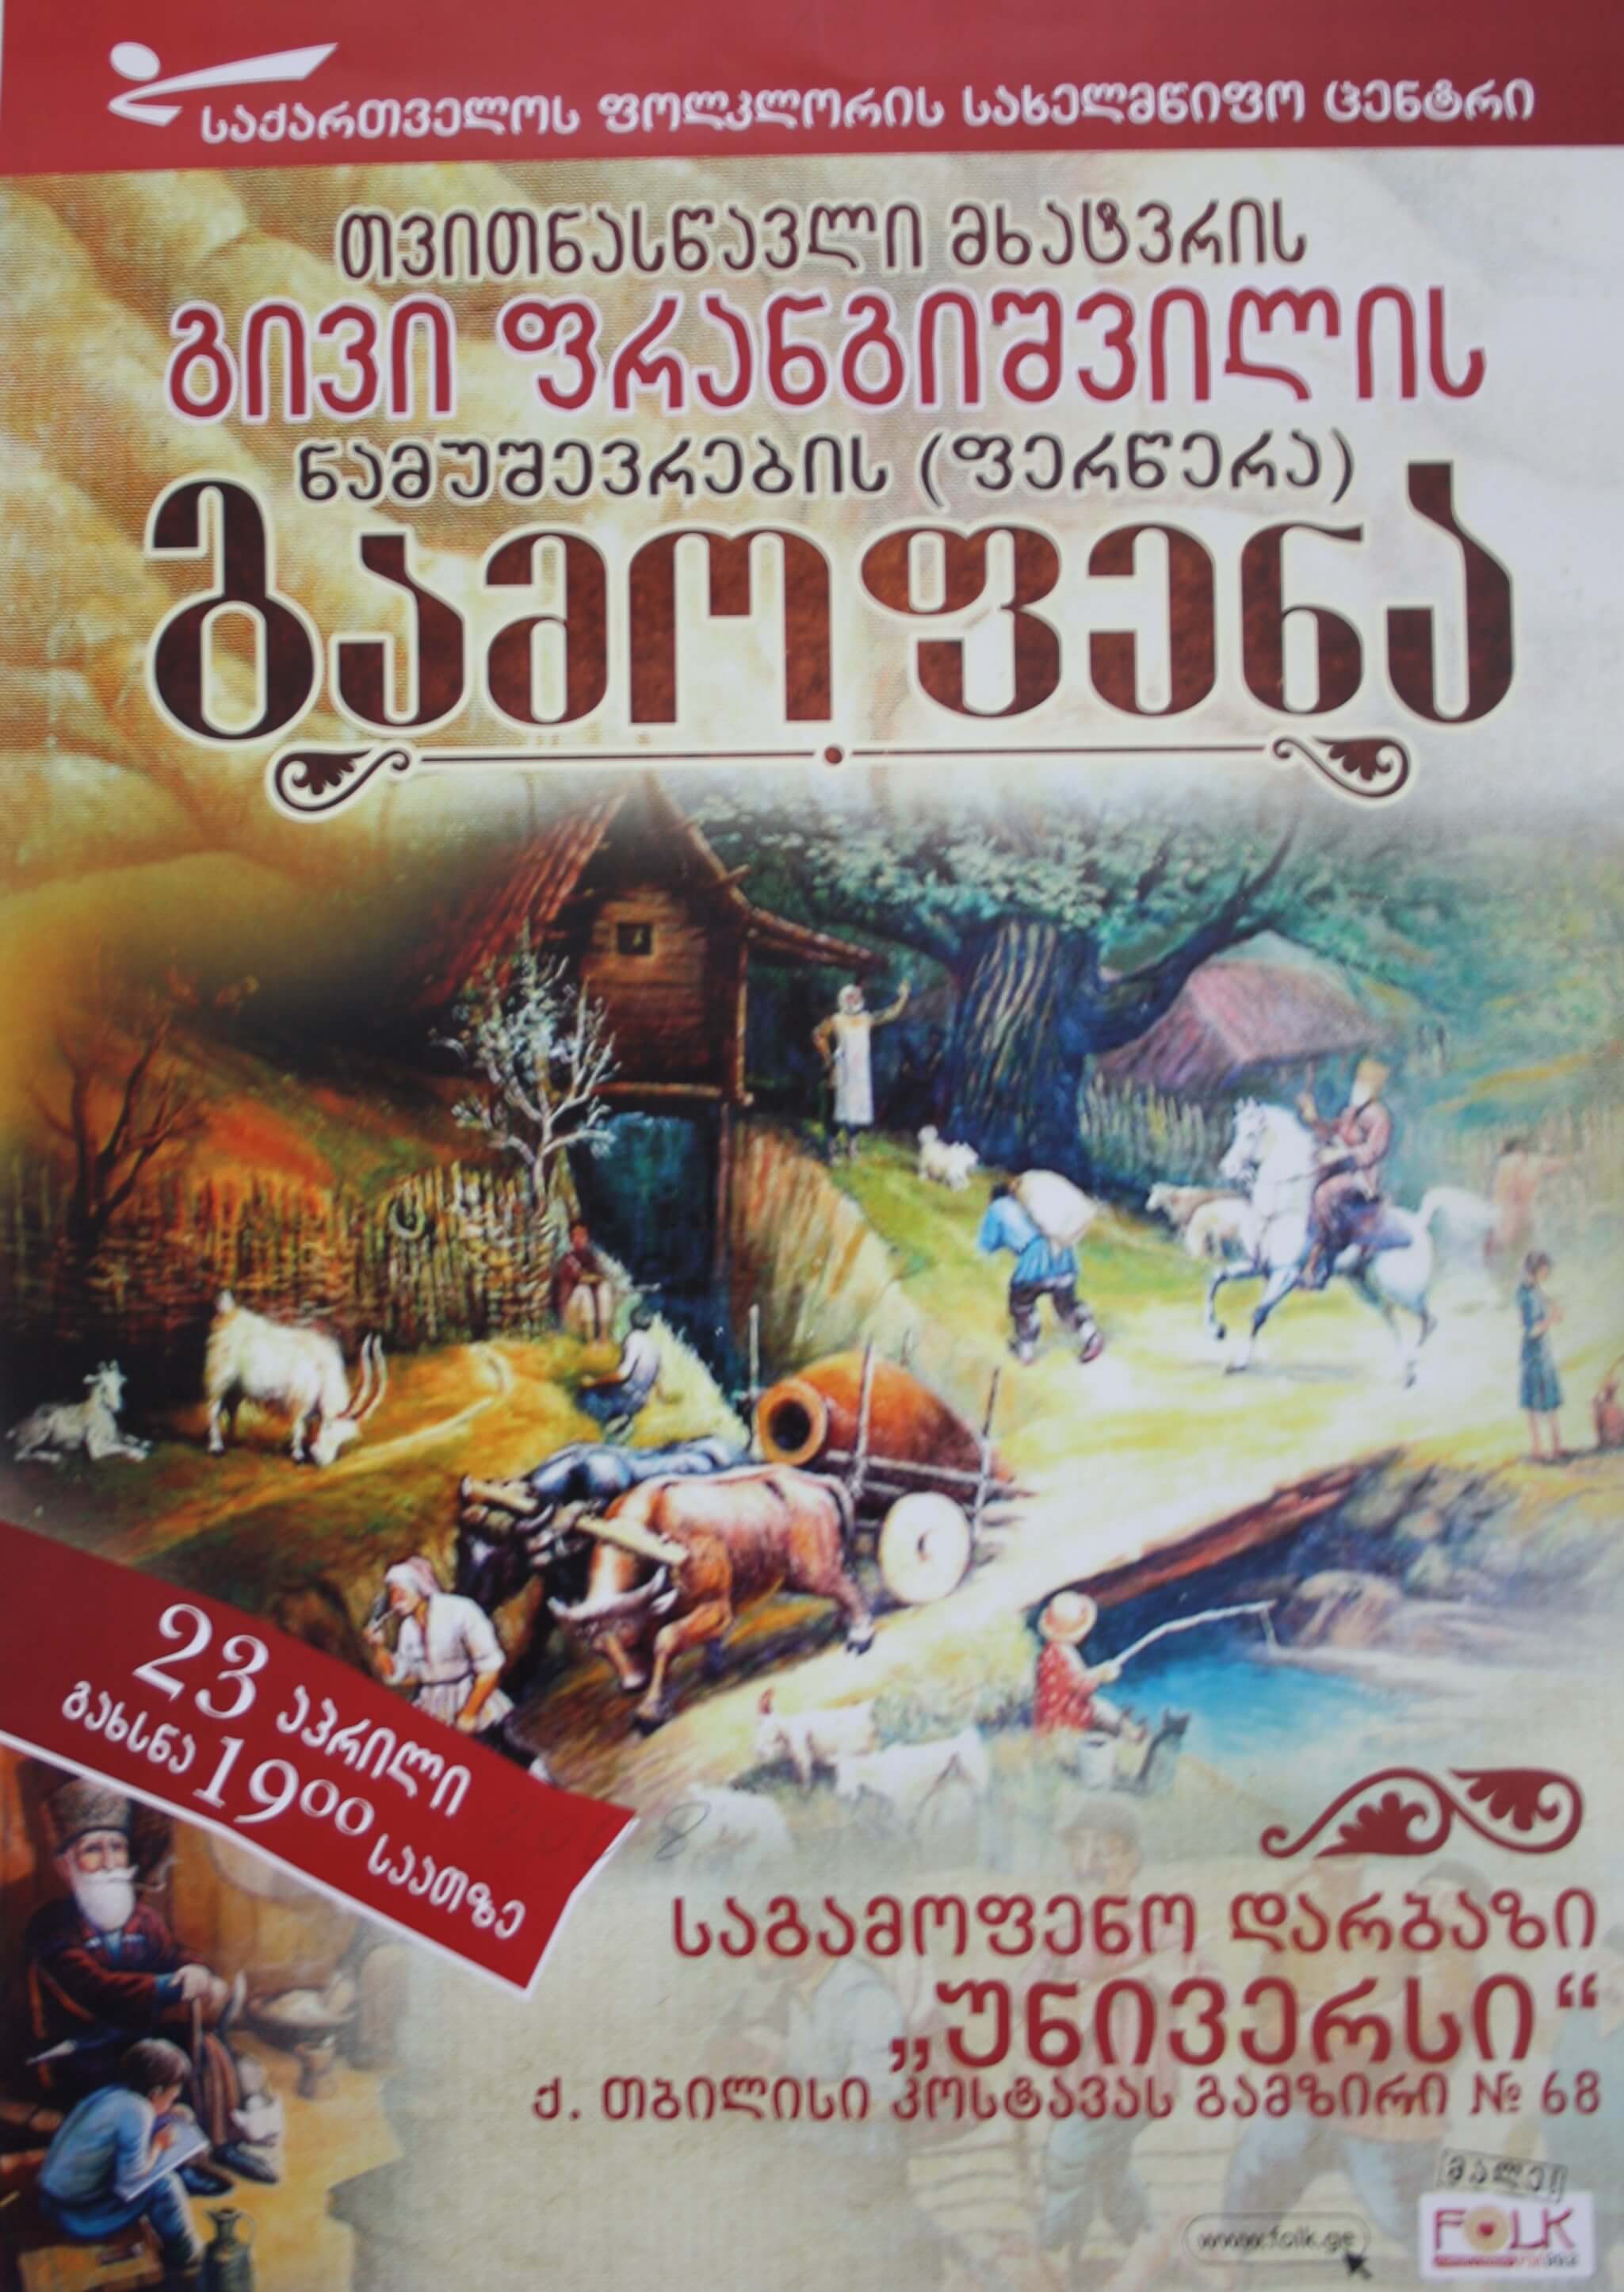 საქართველოს ფოლკლორის სახელმწიფო ცენტრი
თვითნასწავლი მხატვრის
გივი ფრანგიშვილის
ნამუშევრების (ფერწერა)
გამოფენა
23 აპრილი
გახსნა 19⁰⁰ საათზე
საგამოფენო დარბაზი
„უნივერსი“
ქ. თბილისი კოსტავას გამზირი № 68
მალე!
www.folk.ge
FOLK